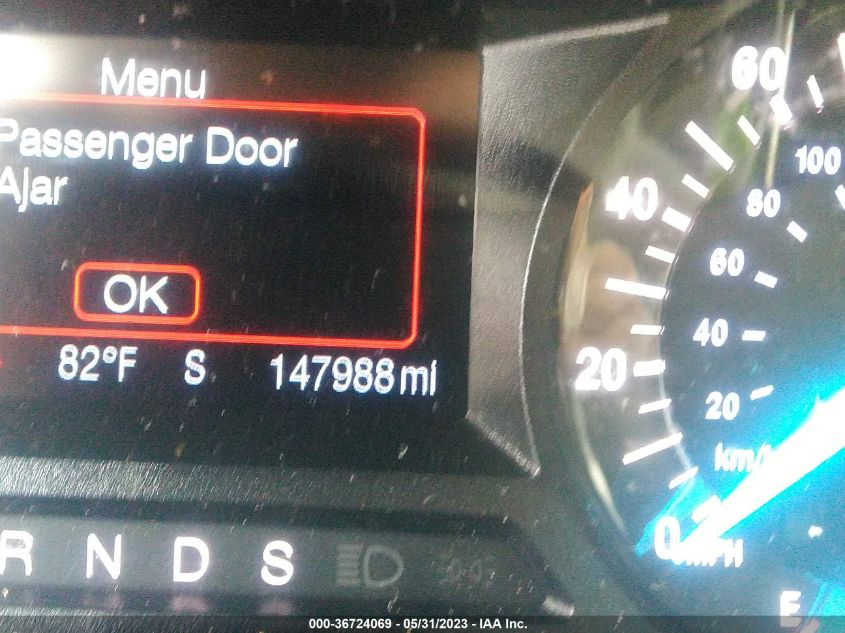 Menu
Passenger Door
Ajar
OK
82°F S 147988 mi
R N D S
60
40
20
0
MPH
100
80
60
40
20
E
000-36724069 - 05/31/2023 - IAA Inc.